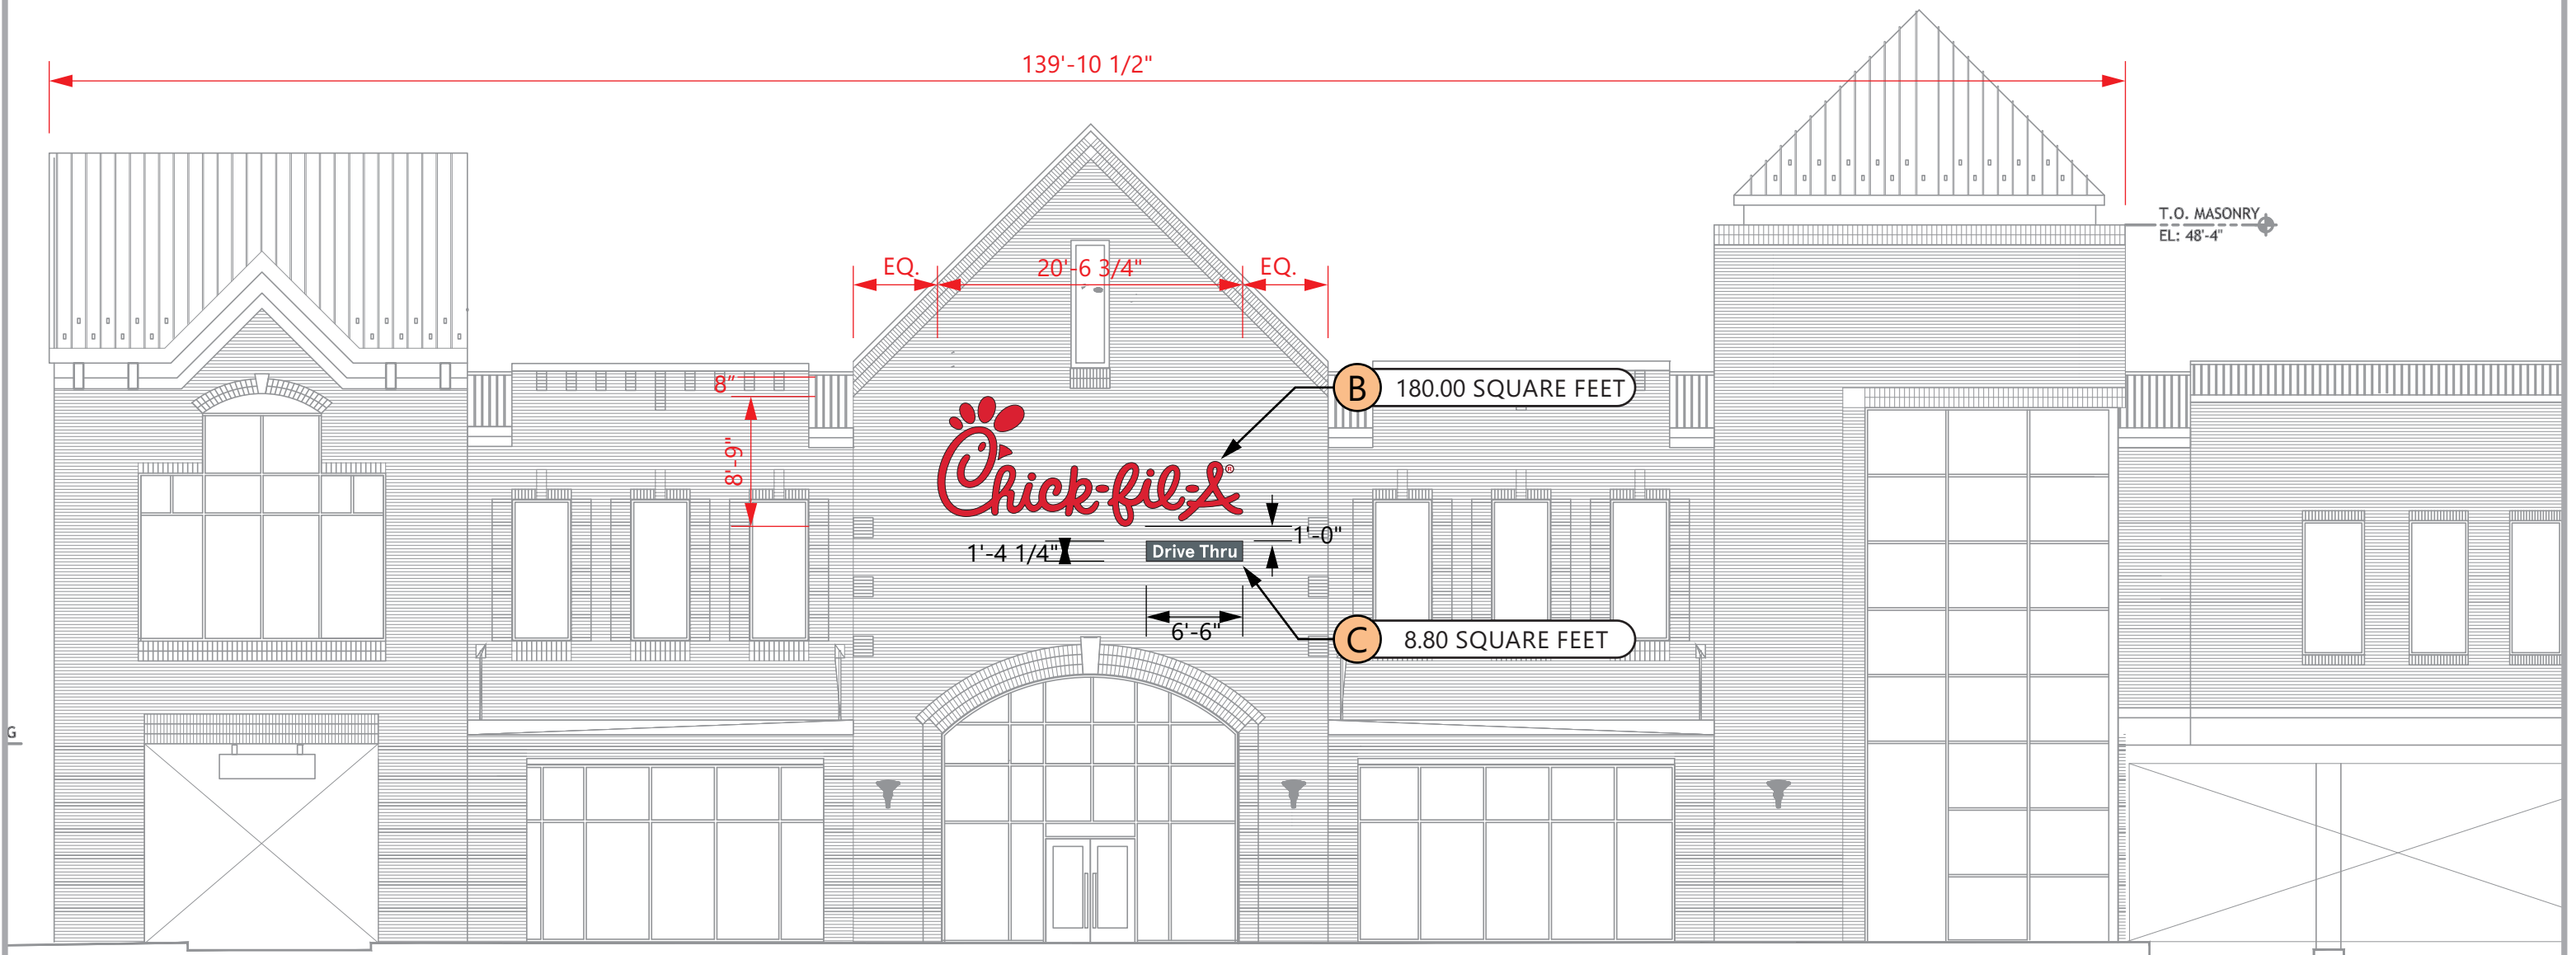 139'-10 1/2"
T.O. MASONRY
EL: 48'-4"
EQ.
20'-6 3/4"
EQ.
8"
B 180.00 SQUARE FEET
8'-9"
Chick-fil-A®
1'-0"
1'-4 1/4"
Drive Thru
6'-6"
C 8.80 SQUARE FEET
G